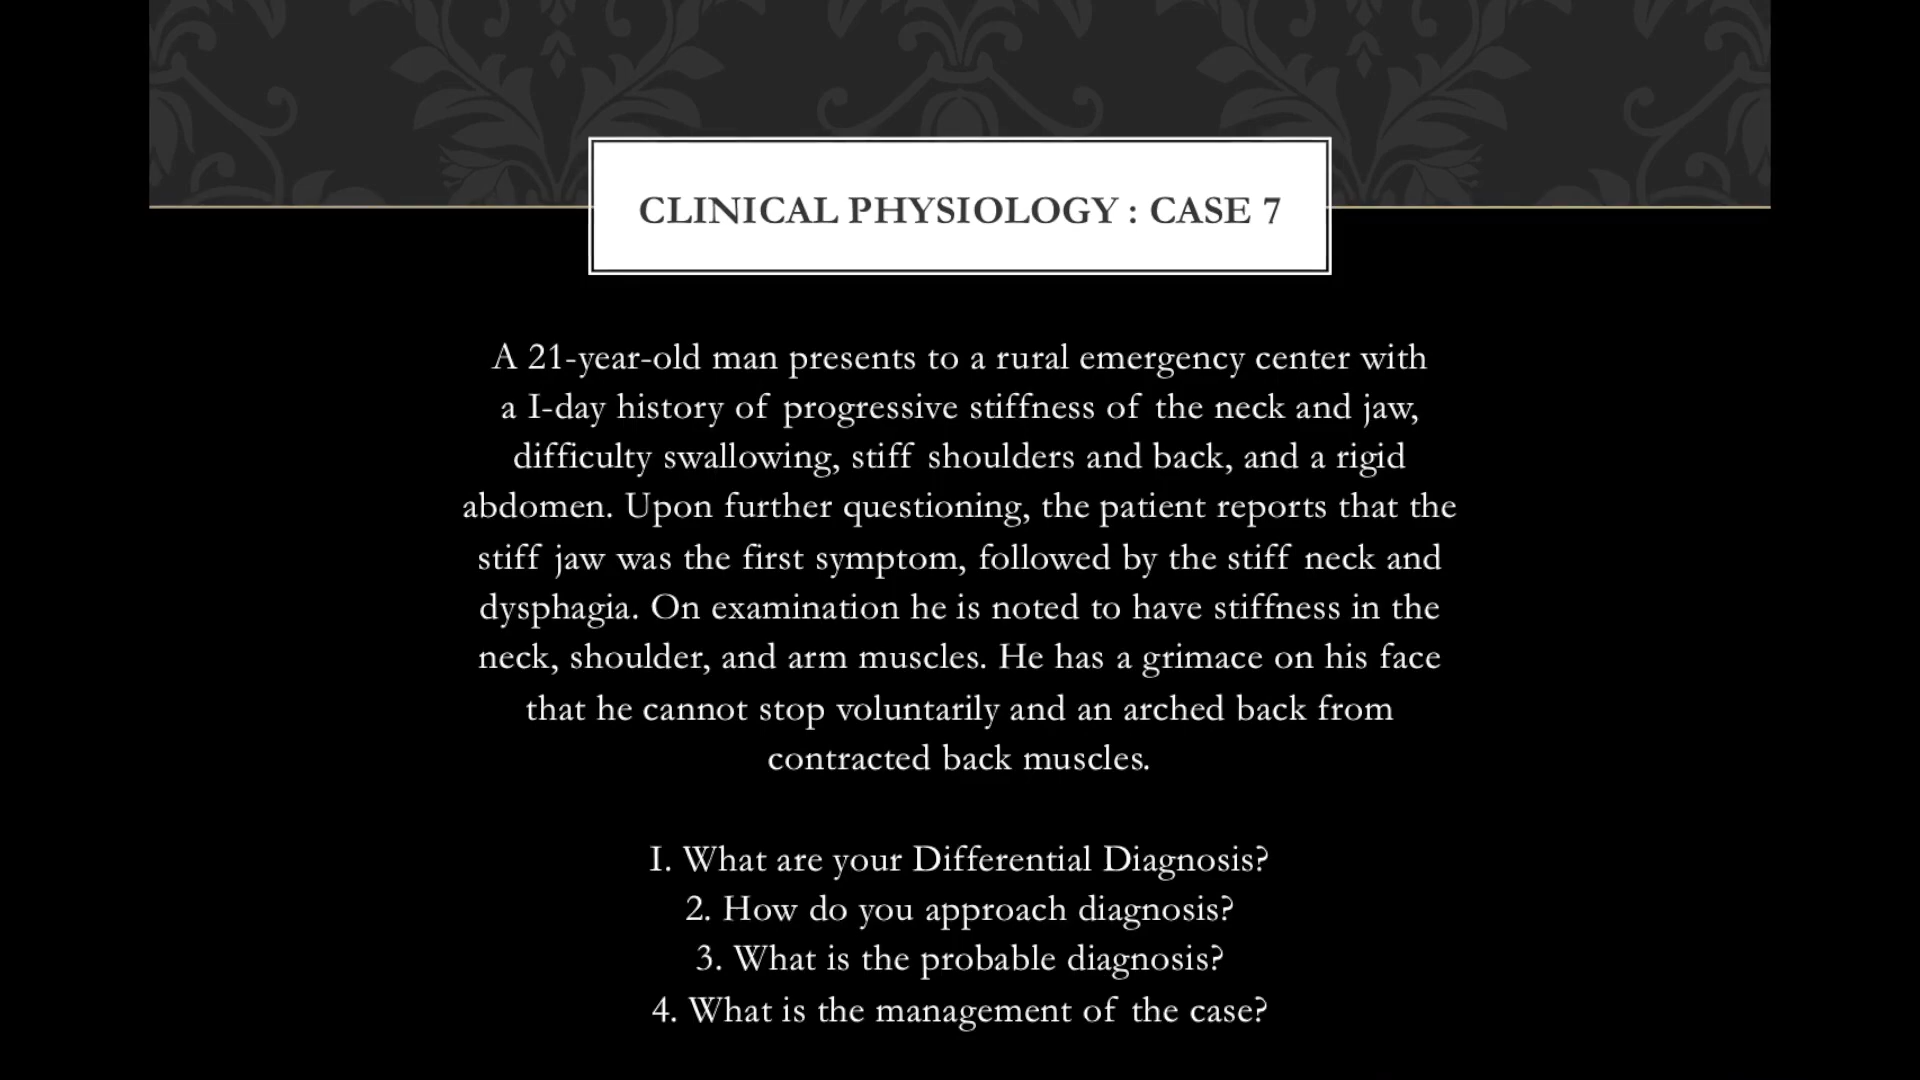 CLINICAL PHYSIOLOGY : CASE 7
A 21-year-old man presents to a rural emergency center with
a I-day history of progressive stiffness of the neck and jaw,
difficulty swallowing, stiff shoulders and back, and a rigid
abdomen. Upon further questioning, the patient reports that the
stiff jaw was the first symptom, followed by the stiff neck and
dysphagia. On examination he is noted to have stiffness in the
neck, shoulder, and arm muscles. He has a grimace on his face
that he cannot stop voluntarily and an arched back from
contracted back muscles.
I. What are your Differential Diagnosis?
2. How do you approach diagnosis?
3. What is the probable diagnosis?
4. What is the management of the case?